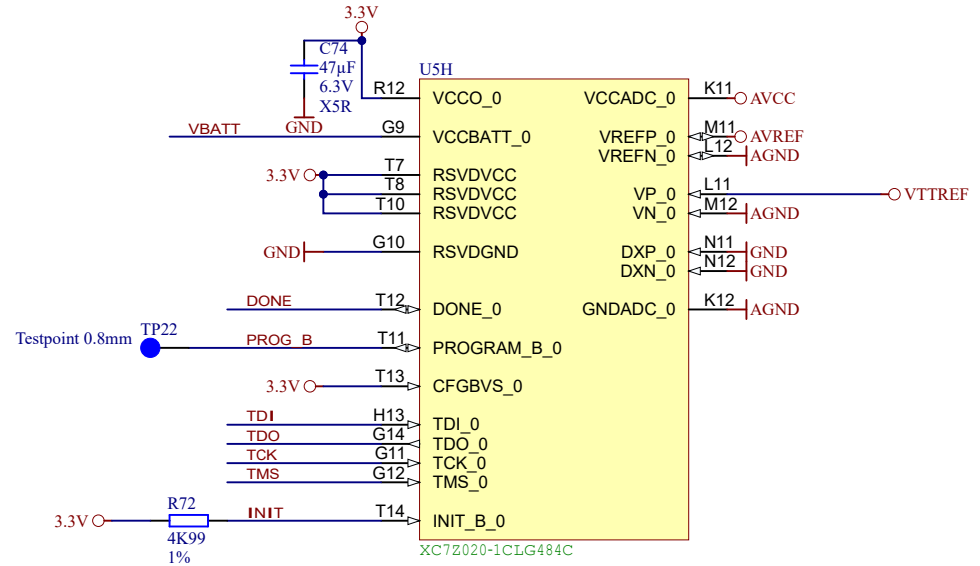 3.3V
C74
47µF
6.3V
X5R
GND
U5H
R12 VCCO_0 VCCADC_0 K11 AVCC
VBATT G9 VCCBATT_0 VREFP_0 M11 AVREF
VREFN_0 L12 AGND
3.3V T7 RSVDVCC
T8 RSVDVCC VP_0 L11 VTTREF
T10 RSVDVCC VN_0 M12 AGND
GND G10 RSVDGND DXP_0 N11 GND
DXN_0 N12 GND
DONE T12 DONE_0 GNDADC_0 K12 AGND
Testpoint 0.8mm TP22 PROG_B T11 PROGRAM_B_0
3.3V T13 CFGBVS_0
TDI H13 TDI_0
TDO G14 TDO_0
TCK G11 TCK_0
TMS G12 TMS_0
R72
3.3V INIT T14 INIT_B_0
4K99
1%
XC7Z020-1CLG484C